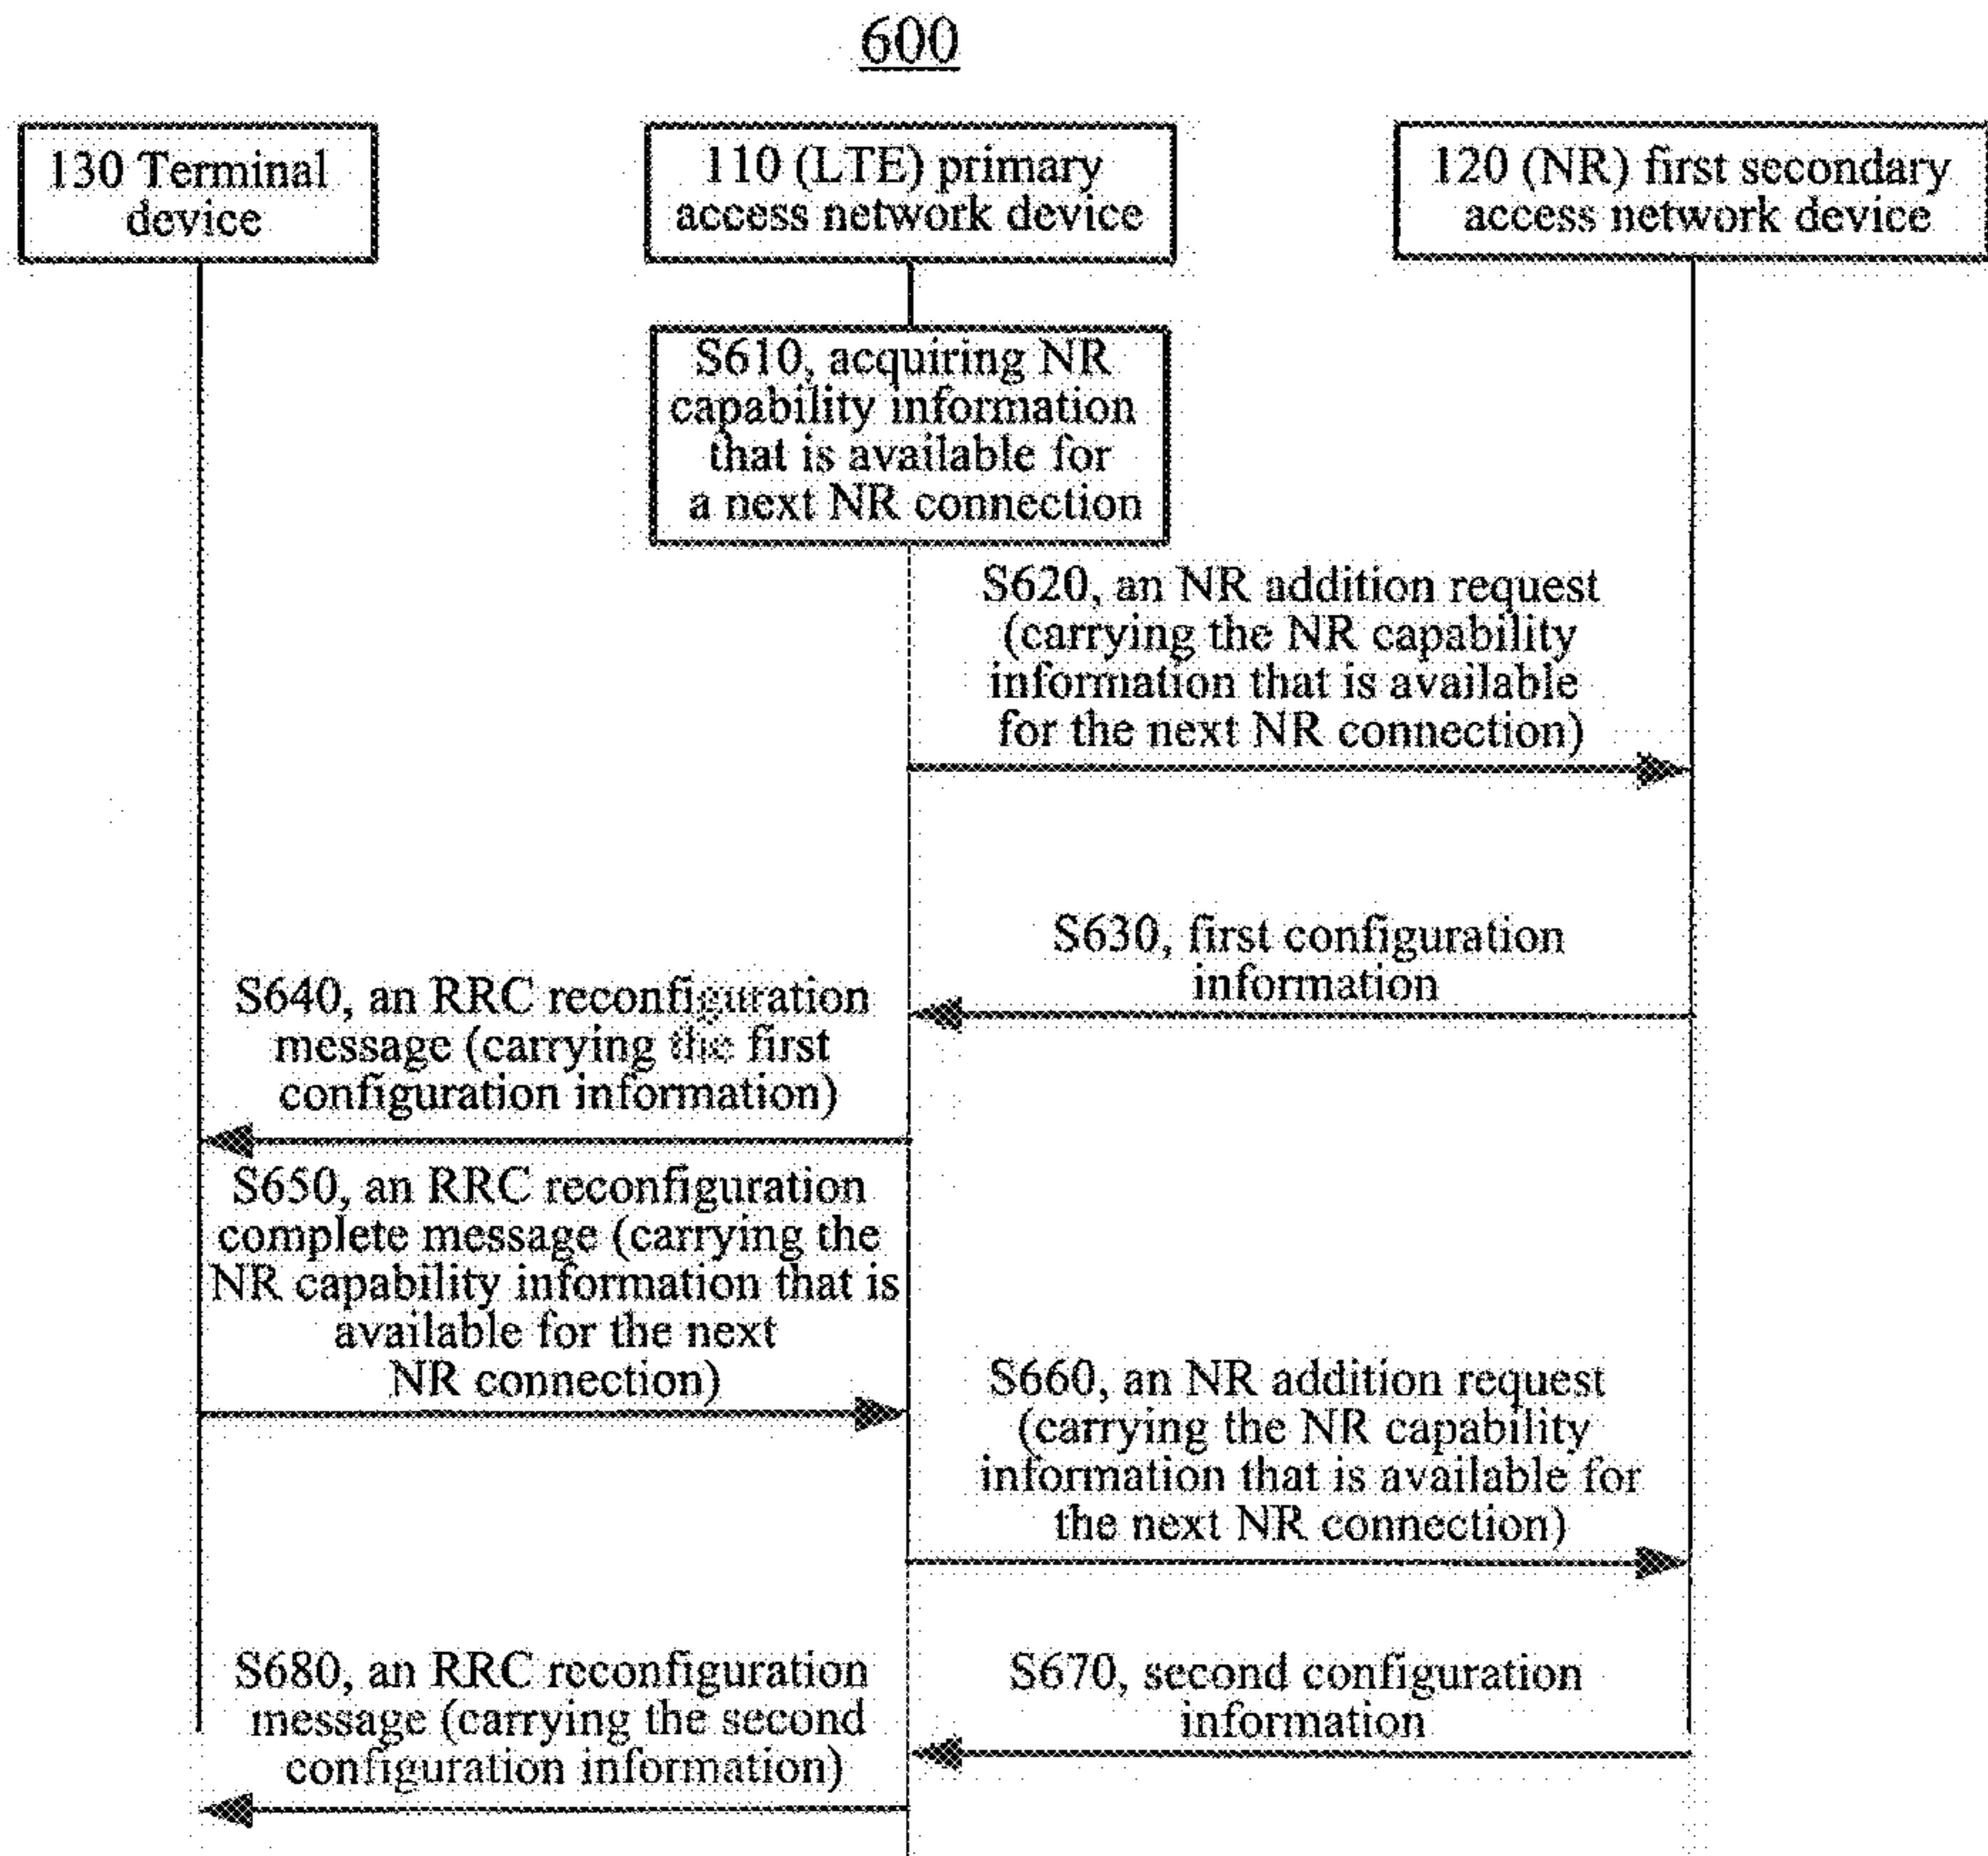 600
130 Terminal
device
110 (LTE) primary
access network device
120 (NR) first secondary
access network device
S610, acquiring NR
capability information
that is available for
a next NR connection
S620, an NR addition request
(carrying the NR capability
information that is available
for the next NR connection)
S630, first configuration
information
S640, an RRC reconfiguration
message (carrying the first
configuration information)
S650, an RRC reconfiguration
complete message (carrying the
NR capability information that is
available for the next
NR connection)
S660, an NR addition request
(carrying the NR capability
information that is available for
the next NR connection)
S670, second configuration
information
S680, an RRC reconfiguration
message (carrying the second
configuration information)